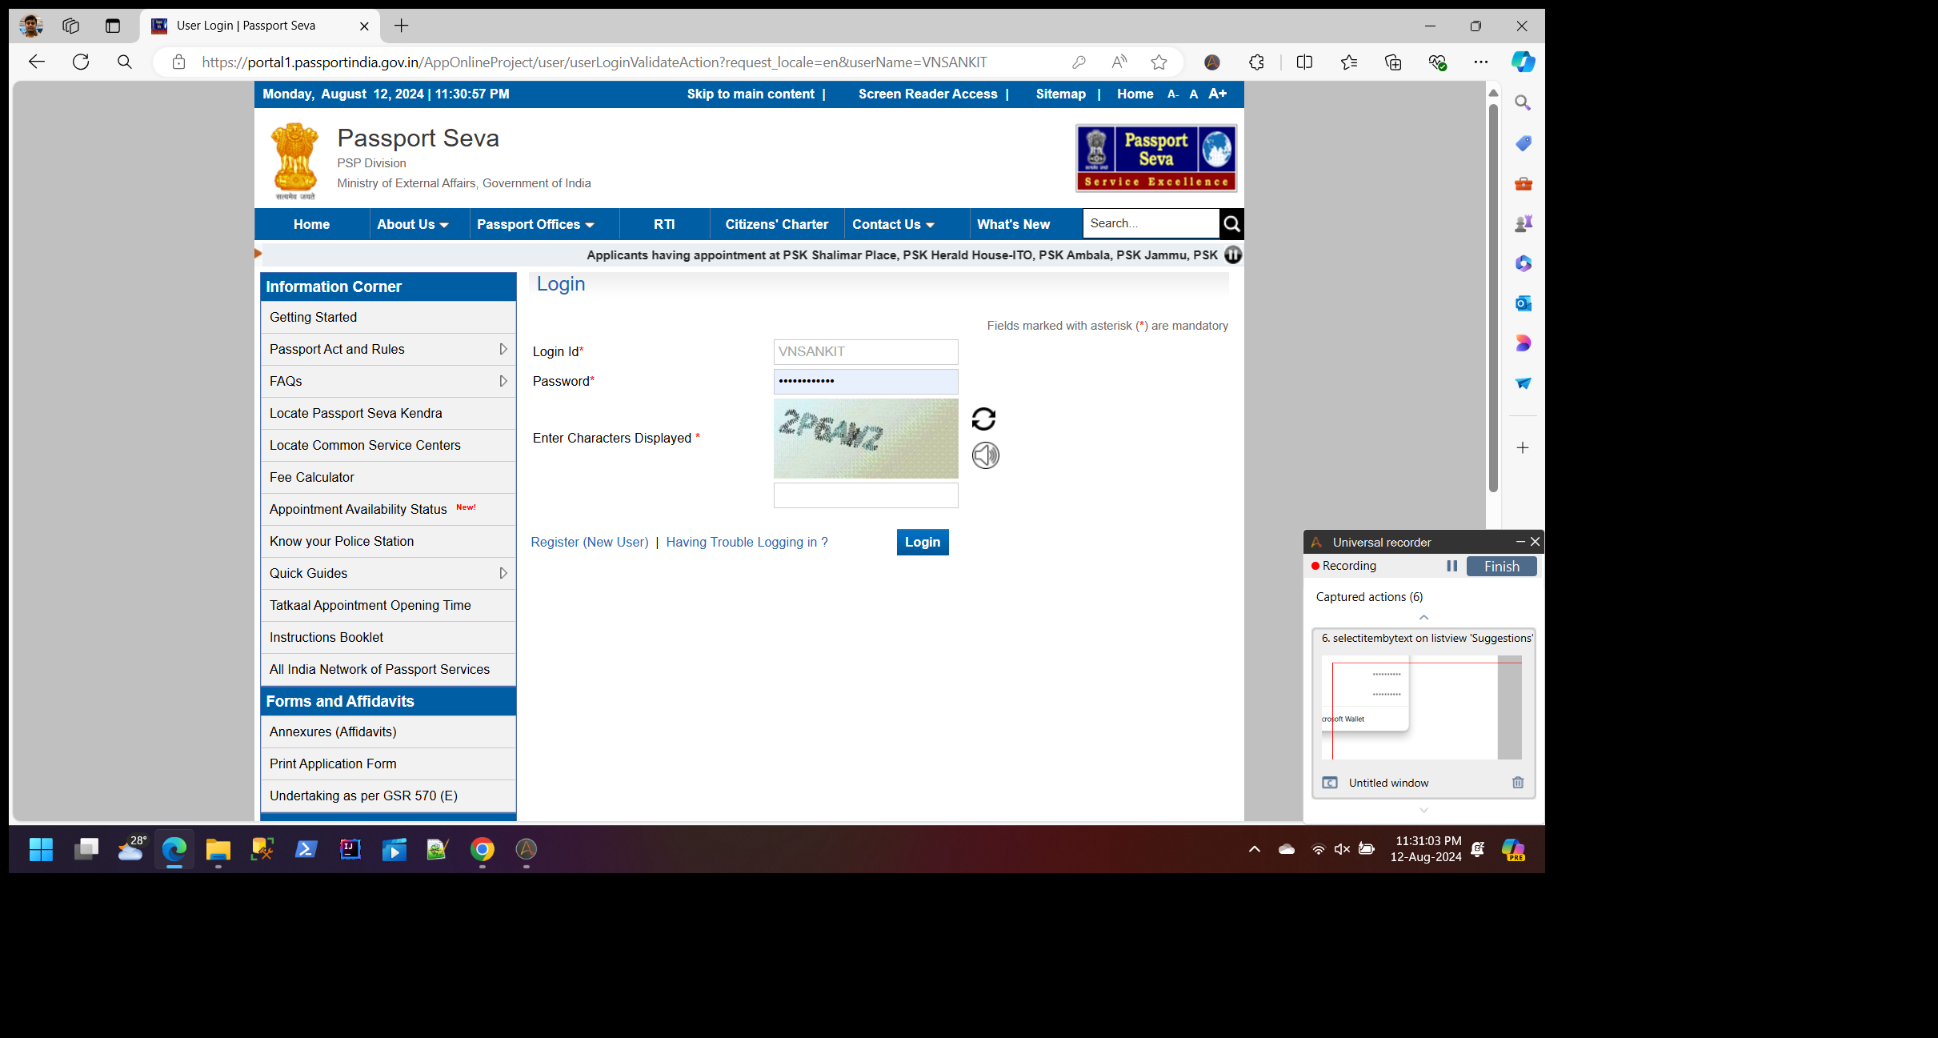 User Login | Passport Seva
https://portal1.passportindia.gov.in/AppOnlineProject/user/userLoginValidateAction?request_locale=en&userName=VNSANKIT
Monday, August 12, 2024 | 11:30:57 PM
Skip to main content | Screen Reader Access | Sitemap | Home A- A A+
Passport Seva
PSP Division
Ministry of External Affairs, Government of India
सत्यमेव जयते
Passport
Seva
Service Excellence
Home About Us Passport Offices RTI Citizens' Charter Contact Us What's New Search...
Applicants having appointment at PSK Shalimar Place, PSK Herald House-ITO, PSK Ambala, PSK Jammu, PSK
Information Corner
Getting Started
Passport Act and Rules
FAQs
Locate Passport Seva Kendra
Locate Common Service Centers
Fee Calculator
Appointment Availability Status New!
Know your Police Station
Quick Guides
Tatkaal Appointment Opening Time
Instructions Booklet
All India Network of Passport Services
Forms and Affidavits
Annexures (Affidavits)
Print Application Form
Undertaking as per GSR 570 (E)
Login
Fields marked with asterisk (*) are mandatory
Login Id* VNSANKIT
Password* ••••••••••••
Enter Characters Displayed *
Register (New User) | Having Trouble Logging in ? Login
Universal recorder
Recording Finish
Captured actions (6)
6. selectitembytext on listview 'Suggestions'
crosoft Wallet
Untitled window
28°
11:31:03 PM
12-Aug-2024
PRE